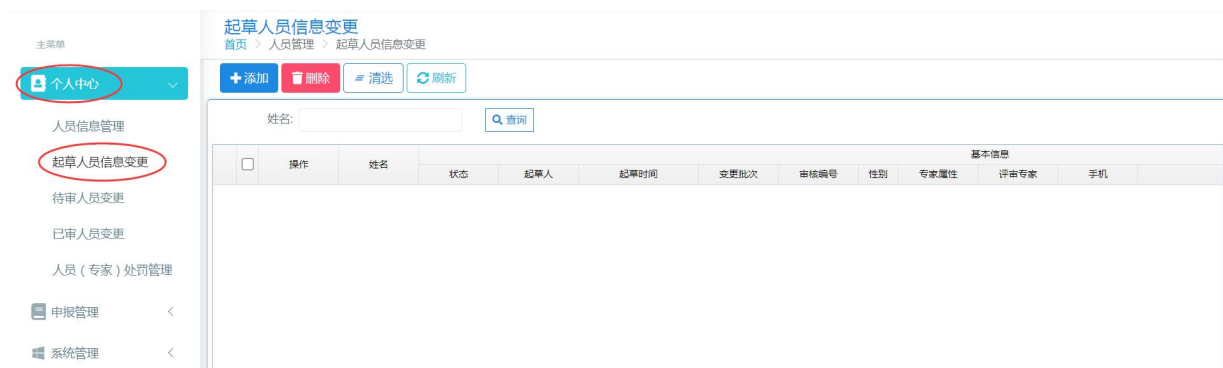 主菜单
个人中心
人员信息管理
起草人员信息变更
待审人员变更
已审人员变更
人员（专家）处罚管理
申报管理
系统管理
起草人员信息变更
首页 > 人员管理 > 起草人员信息变更
添加 删除 清选 刷新
姓名: 查询
基本信息
操作 姓名 状态 起草人 起草时间 变更批次 审核编号 性别 专家属性 评审专家 手机